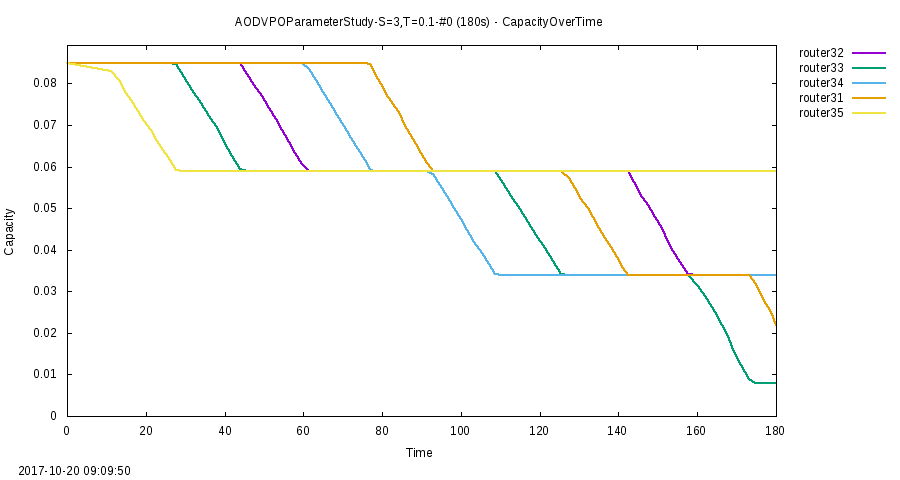 AODVPOParameterStudy-S=3,T=0.1-#0 (180s) - CapacityOverTime
router32
router33
router34
router31
router35
0.08
0.07
0.06
0.05
0.04
0.03
0.02
0.01
0
Capacity
0 20 40 60 80 100 120 140 160 180
Time
2017-10-20 09:09:50